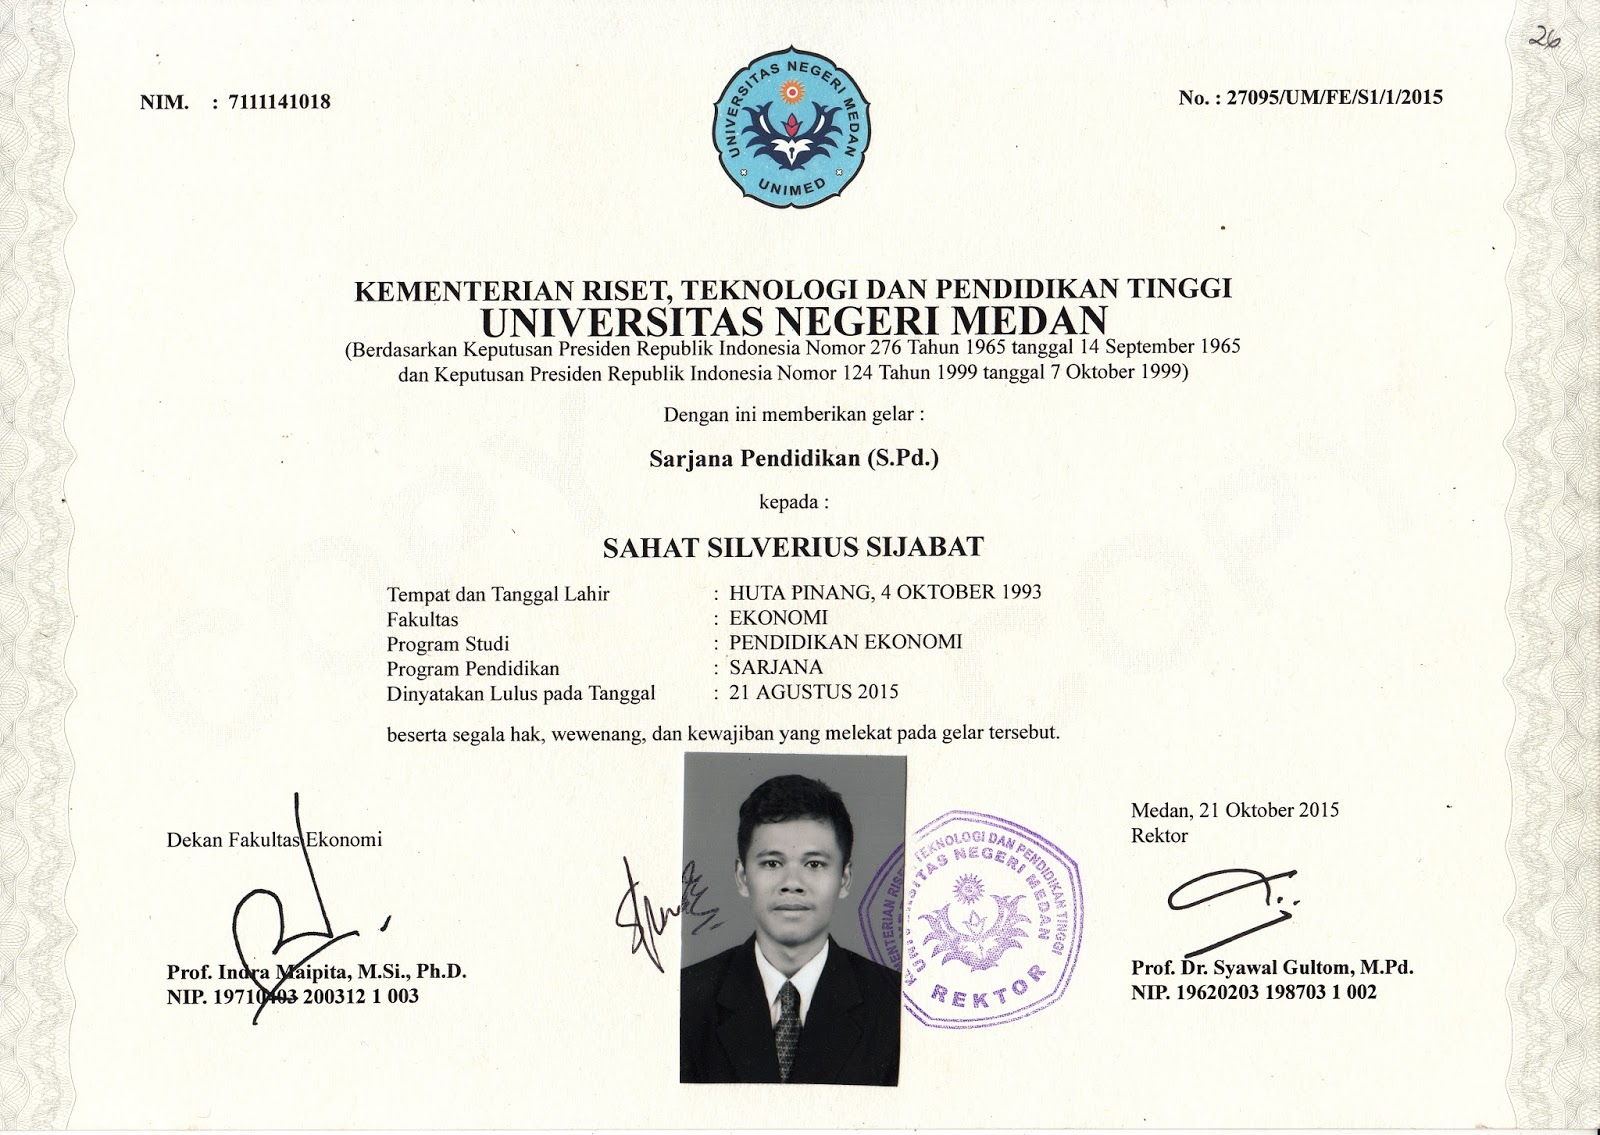 26
NIM. : 7111141018
No. : 27095/UM/FE/S1/1/2015
UNIVERSITAS NEGERI MEDAN
UNIMED
KEMENTERIAN RISET, TEKNOLOGI DAN PENDIDIKAN TINGGI
UNIVERSITAS NEGERI MEDAN
(Berdasarkan Keputusan Presiden Republik Indonesia Nomor 276 Tahun 1965 tanggal 14 September 1965
dan Keputusan Presiden Republik Indonesia Nomor 124 Tahun 1999 tanggal 7 Oktober 1999)
Dengan ini memberikan gelar :
Sarjana Pendidikan (S.Pd.)
kepada :
SAHAT SILVERIUS SIJABAT
Tempat dan Tanggal Lahir : HUTA PINANG, 4 OKTOBER 1993
Fakultas : EKONOMI
Program Studi : PENDIDIKAN EKONOMI
Program Pendidikan : SARJANA
Dinyatakan Lulus pada Tanggal : 21 AGUSTUS 2015
beserta segala hak, wewenang, dan kewajiban yang melekat pada gelar tersebut.
Dekan Fakultas Ekonomi
Prof. Indra Maipita, M.Si., Ph.D.
NIP. 19710403 200312 1 003
TEKNOLOGI DAN PENDIDIKAN TINGGI
NEGERI MEDAN
REKTOR
Medan, 21 Oktober 2015
Rektor
Prof. Dr. Syawal Gultom, M.Pd.
NIP. 19620203 198703 1 002